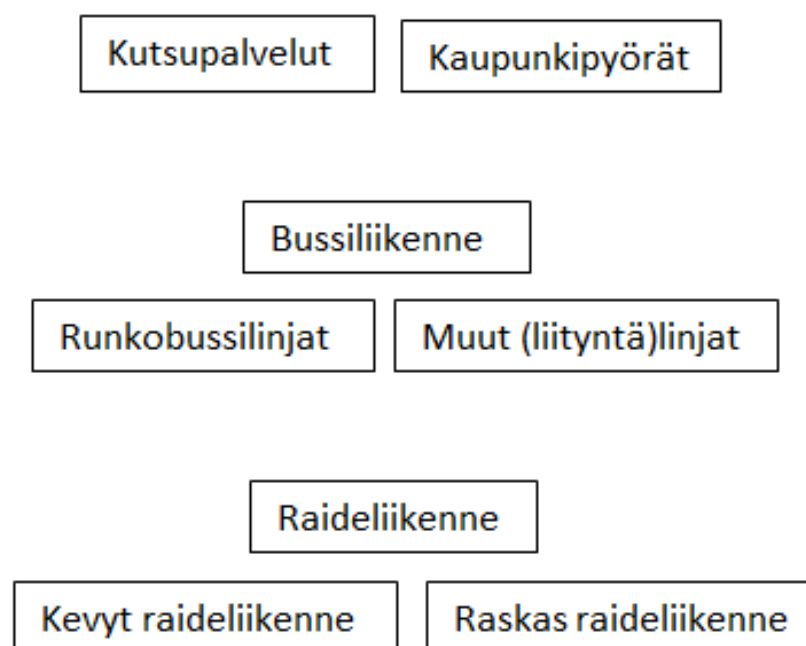 Kutsupalvelut
Kaupunkipyörät
Bussiliikenne
Runkobussilinjat
Muut (liityntä)linjat
Raideliikenne
Kevyt raideliikenne
Raskas raideliikenne